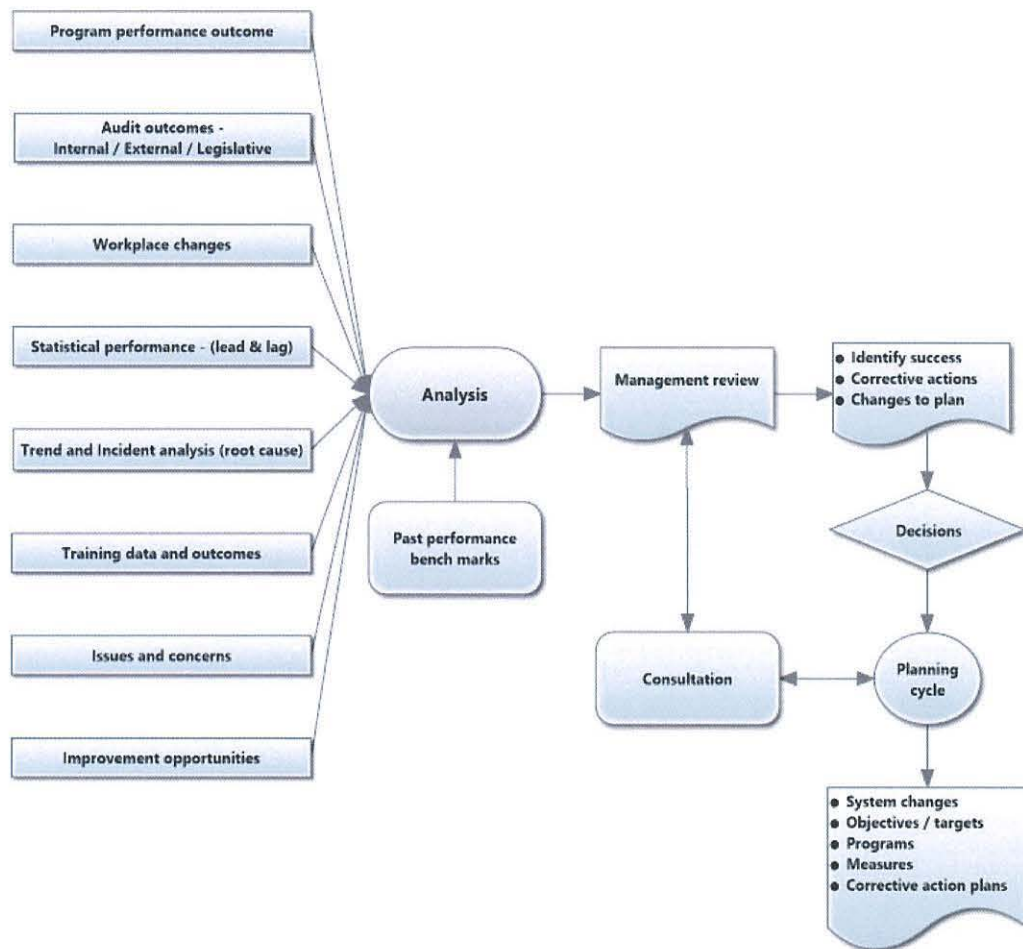 Program performance outcome
Audit outcomes -
Internal / External / Legislative
Workplace changes
Statistical performance - (lead & lag)
Trend and Incident analysis (root cause)
Training data and outcomes
Issues and concerns
Improvement opportunities
Analysis
Past performance
bench marks
Management review
● Identify success
● Corrective actions
● Changes to plan
Decisions
Consultation
Planning
cycle
● System changes
● Objectives / targets
● Programs
● Measures
● Corrective action plans